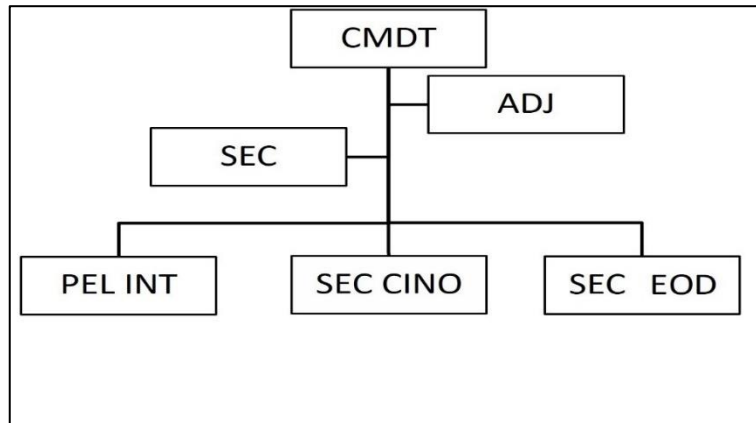 CMDT
ADJ
SEC
PEL INT
SEC CINO
SEC EOD